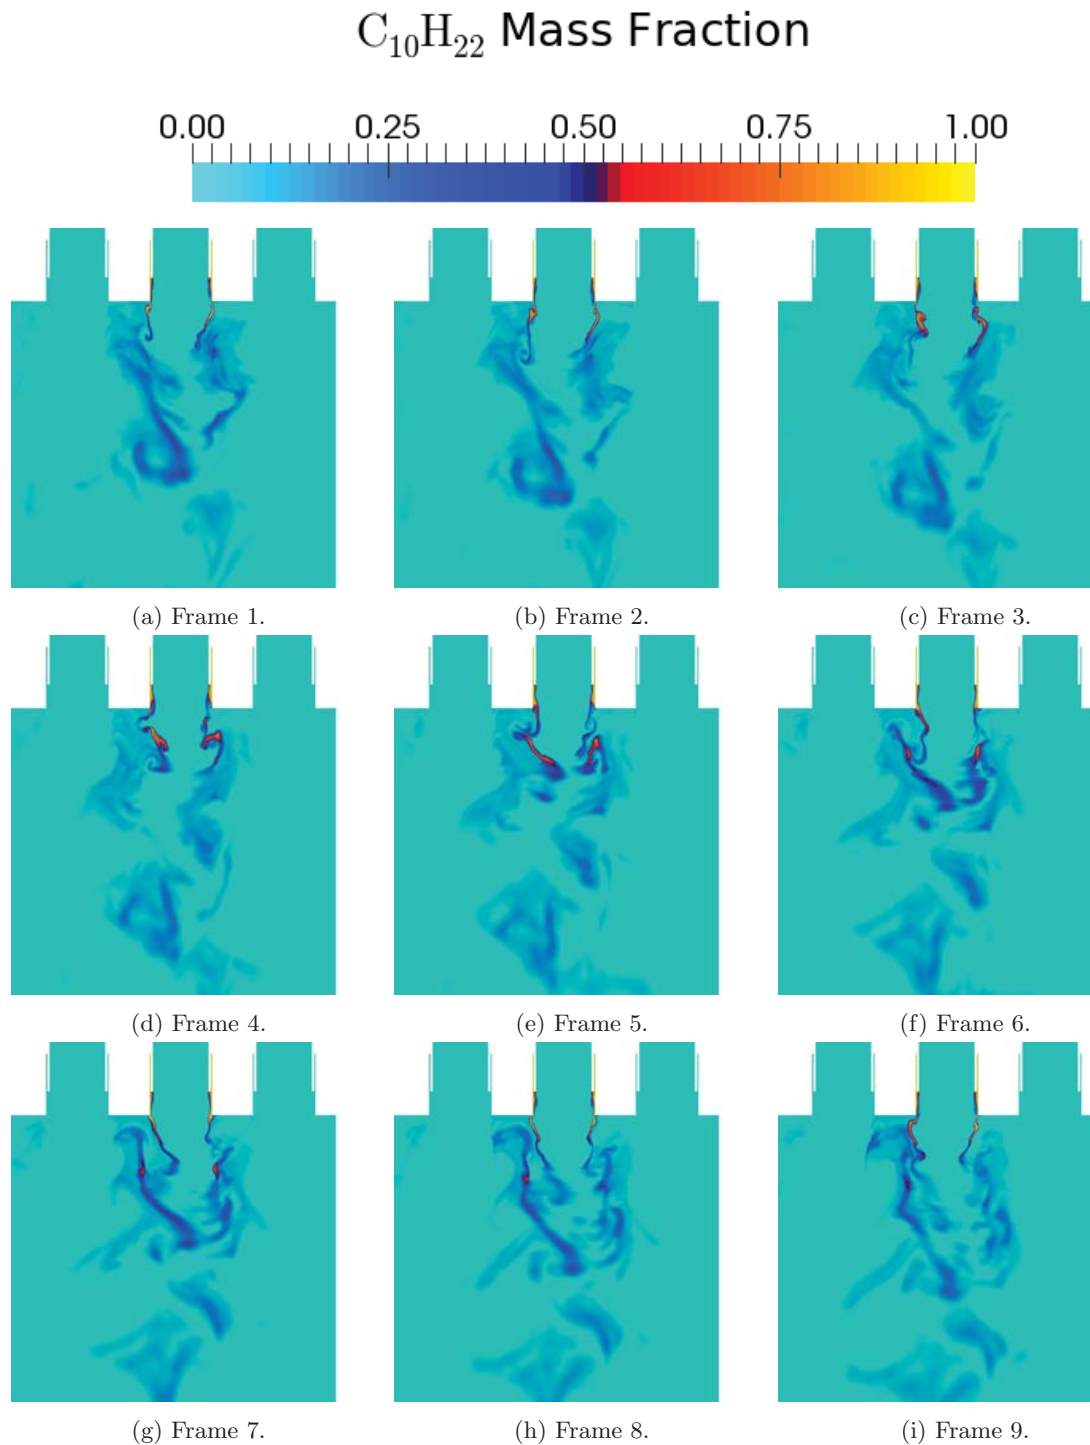 C10H22 Mass Fraction
0.00 0.25 0.50 0.75 1.00
(a) Frame 1. (b) Frame 2. (c) Frame 3.
(d) Frame 4. (e) Frame 5. (f) Frame 6.
(g) Frame 7. (h) Frame 8. (i) Frame 9.